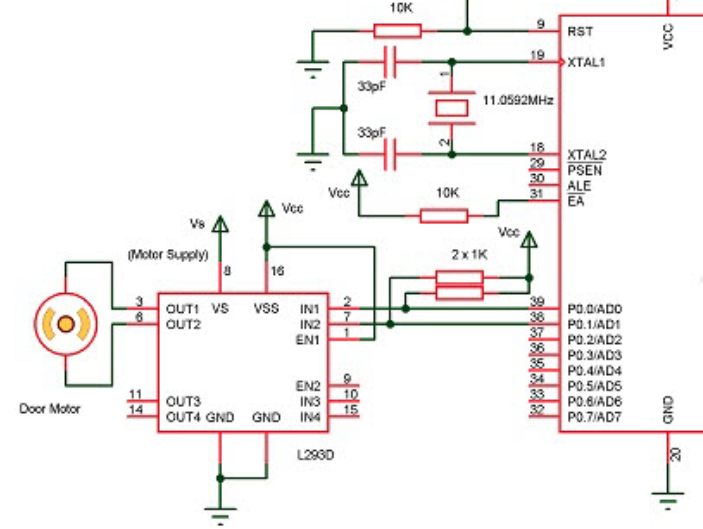 10K
9 RST
VCC
19 XTAL1
33pF
1
11.0592MHz
33pF
2
18 XTAL2
29 PSEN
30 ALE
31 EA
Vcc
10K
Vs
Vcc
Vcc
(Motor Supply)
8
16
2 x 1K
3 OUT1 VS VSS IN1 2
6 OUT2 IN2 7
EN1 1
39 P0.0/AD0
38 P0.1/AD1
37 P0.2/AD2
36 P0.3/AD3
35 P0.4/AD4
34 P0.5/AD5
33 P0.6/AD6
32 P0.7/AD7
EN2 9
11 OUT3 IN3 10
14 OUT4 GND GND IN4 15
Door Motor
L293D
GND
20